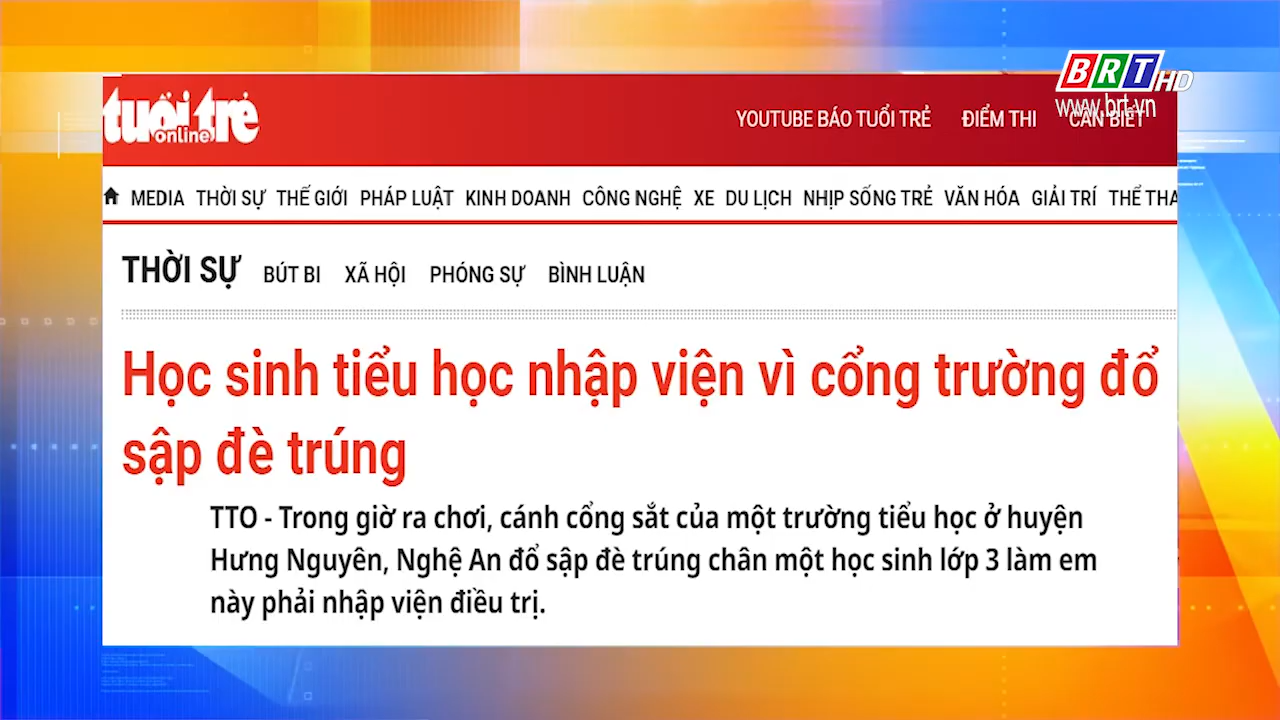 BRT HD
www.brt.vn
tuổi trẻ
online
YOUTUBE BÁO TUỔI TRẺ ĐIỂM THI CẦN BIẾT
MEDIA THỜI SỰ THẾ GIỚI PHÁP LUẬT KINH DOANH CÔNG NGHỆ XE DU LỊCH NHỊP SỐNG TRẺ VĂN HÓA GIẢI TRÍ THỂ THA
THỜI SỰ BÚT BI XÃ HỘI PHÓNG SỰ BÌNH LUẬN
Học sinh tiểu học nhập viện vì cổng trường đổ
sập đè trúng
TTO - Trong giờ ra chơi, cánh cổng sắt của một trường tiểu học ở huyện
Hưng Nguyên, Nghệ An đổ sập đè trúng chân một học sinh lớp 3 làm em
này phải nhập viện điều trị.